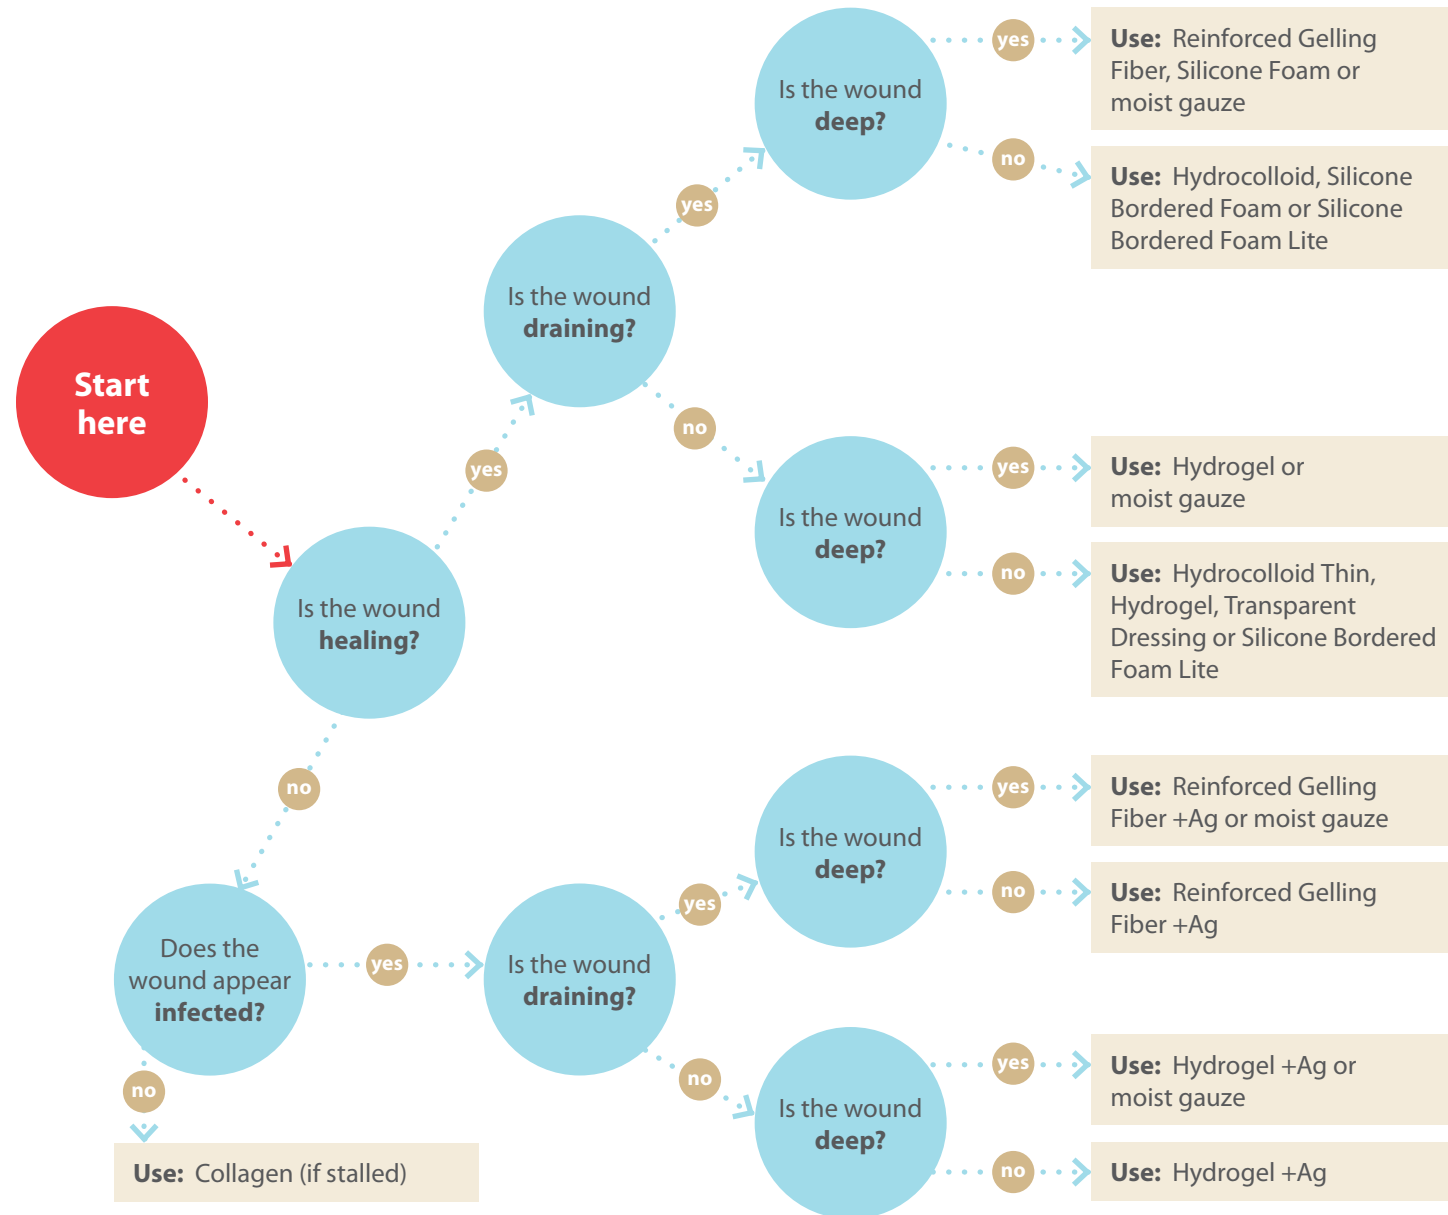 Start
here
Is the wound
healing?
yes
Is the wound
draining?
yes
Is the wound
deep?
yes
Use: Reinforced Gelling
Fiber, Silicone Foam or
moist gauze
no
Use: Hydrocolloid, Silicone
Bordered Foam or Silicone
Bordered Foam Lite
no
Is the wound
deep?
yes
Use: Hydrogel or
moist gauze
no
Use: Hydrocolloid Thin,
Hydrogel, Transparent
Dressing or Silicone Bordered
Foam Lite
no
Does the
wound appear
infected?
yes
Is the wound
draining?
yes
Is the wound
deep?
yes
Use: Reinforced Gelling
Fiber +Ag or moist gauze
no
Use: Reinforced Gelling
Fiber +Ag
no
Is the wound
deep?
yes
Use: Hydrogel +Ag or
moist gauze
no
Use: Hydrogel +Ag
no
Use: Collagen (if stalled)